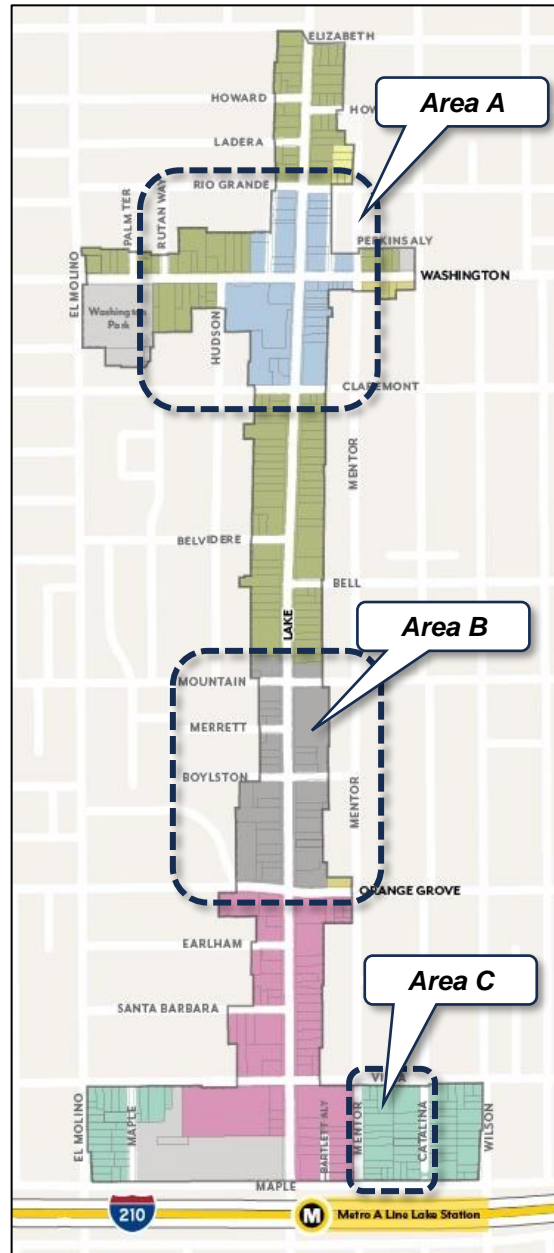 ELIZABETH
HOWARD
HOW
Area A
LADERA
RIO GRANDE
PALM TER
RUTAN WAY
PERKINS ALY
EL MOLINO
WASHINGTON
Washington
Park
HUDSON
CLAREMONT
MENTOR
BELVIDERE
BELL
LAKE
Area B
MOUNTAIN
MERRETT
BOYLSTON
MENTOR
ORANGE GROVE
EARLHAM
Area C
SANTA BARBARA
EL MOLINO
MAPLE
BARTLETT ALY
MENTOR
CATALINA
WILSON
MAPLE
210
M
Metro A Line Lake Station